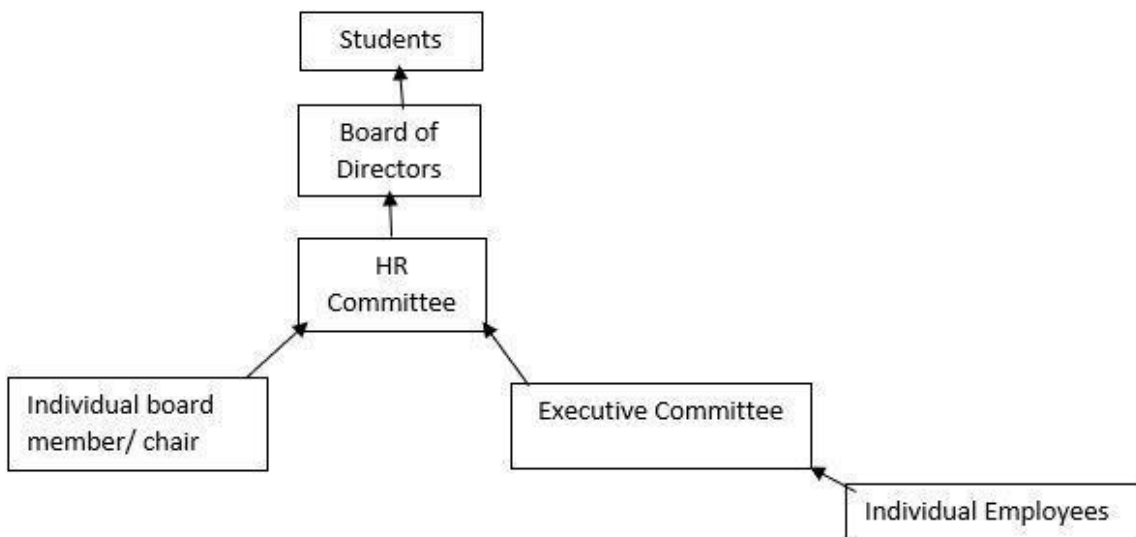 Students
Board of
Directors
HR
Committee
Individual board
member/ chair
Executive Committee
Individual Employees